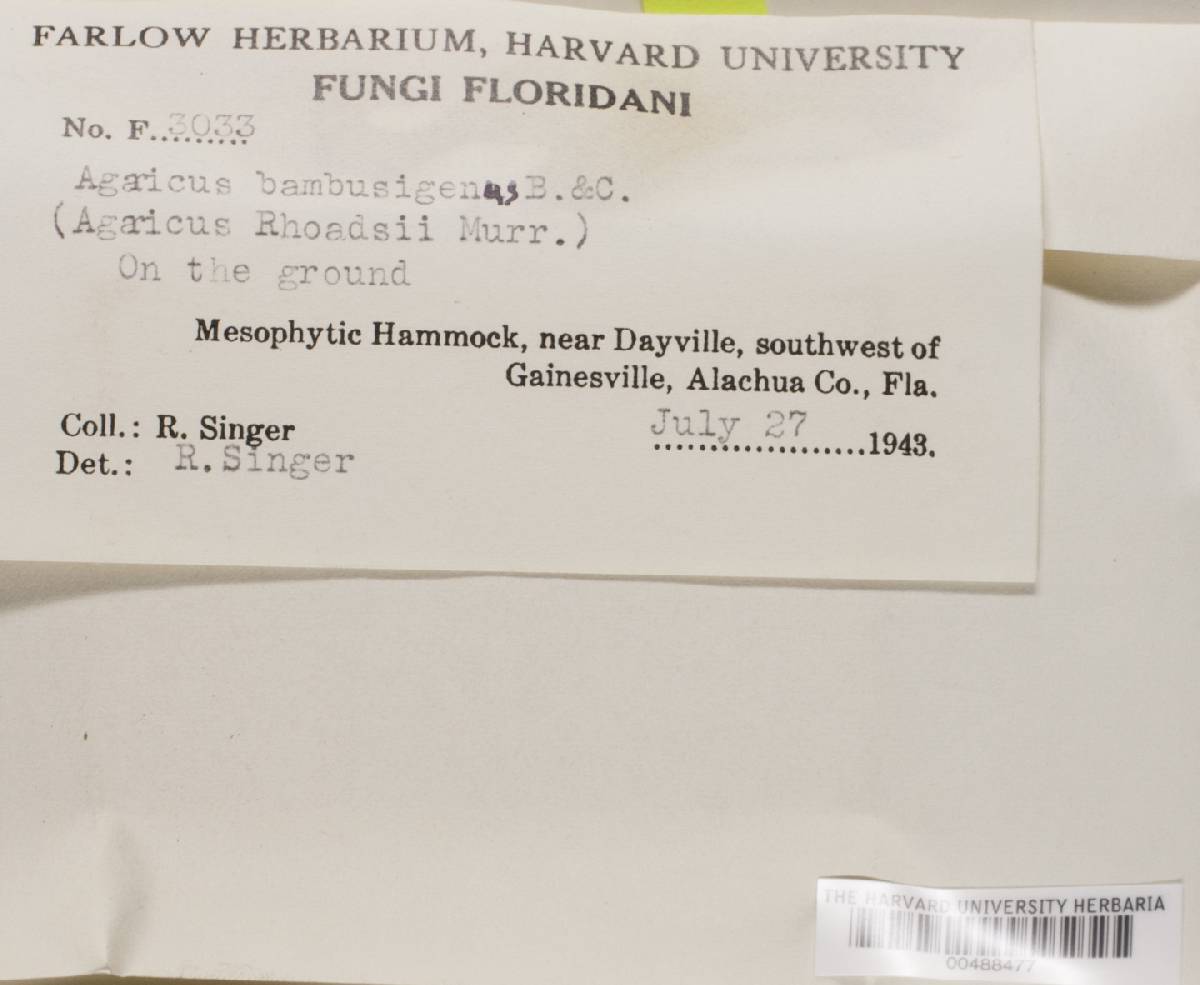 FARLOW HERBARIUM, HARVARD UNIVERSITY
FUNGI FLORIDANI
No. F. 3033
Agaricus bambusigenus B.&C.
(Agaricus Rhoadsii Murr.)
On the ground
Mesophytic Hammock, near Dayville, southwest of
Gainesville, Alachua Co., Fla.
Coll.: R. Singer
July 27 1943.
Det.: R. Singer
THE HARVARD UNIVERSITY HERBARIA
00488477